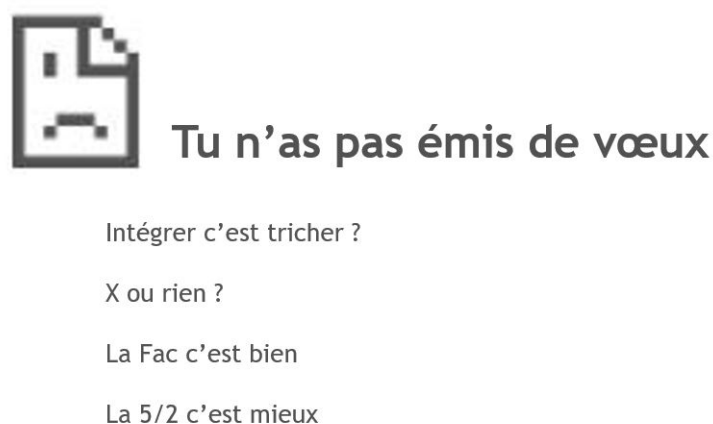 Tu n’as pas émis de vœux
Intégrer c’est tricher ?
X ou rien ?
La Fac c’est bien
La 5/2 c’est mieux